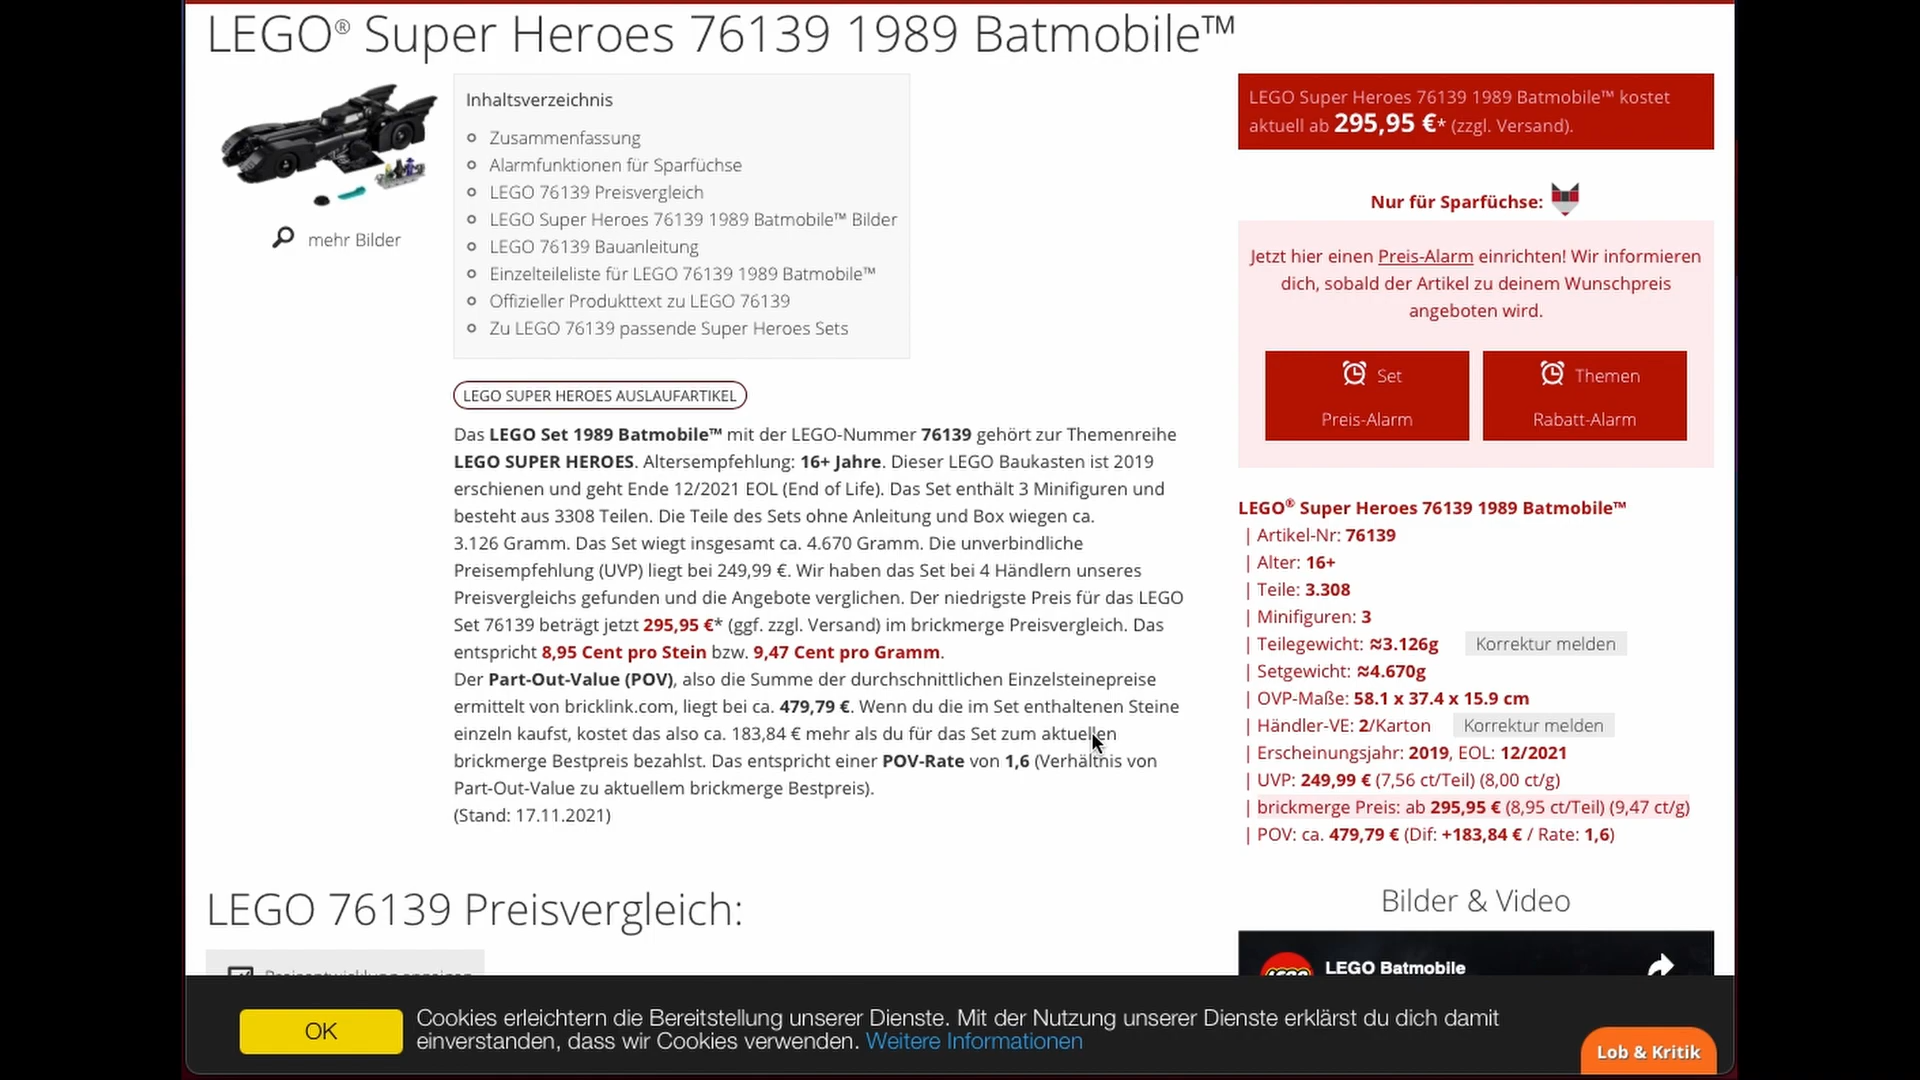 LEGO® Super Heroes 76139 1989 Batmobile™
mehr Bilder
Inhaltsverzeichnis
Zusammenfassung
Alarmfunktionen für Sparfüchse
LEGO 76139 Preisvergleich
LEGO Super Heroes 76139 1989 Batmobile™ Bilder
LEGO 76139 Bauanleitung
Einzelteileliste für LEGO 76139 1989 Batmobile™
Offizieller Produkttext zu LEGO 76139
Zu LEGO 76139 passende Super Heroes Sets
LEGO SUPER HEROES AUSLAUFARTIKEL
Das LEGO Set 1989 Batmobile™ mit der LEGO-Nummer 76139 gehört zur Themenreihe
LEGO SUPER HEROES. Altersempfehlung: 16+ Jahre. Dieser LEGO Baukasten ist 2019
erschienen und geht Ende 12/2021 EOL (End of Life). Das Set enthält 3 Minifiguren und
besteht aus 3308 Teilen. Die Teile des Sets ohne Anleitung und Box wiegen ca.
3.126 Gramm. Das Set wiegt insgesamt ca. 4.670 Gramm. Die unverbindliche
Preisempfehlung (UVP) liegt bei 249,99 €. Wir haben das Set bei 4 Händlern unseres
Preisvergleichs gefunden und die Angebote verglichen. Der niedrigste Preis für das LEGO
Set 76139 beträgt jetzt 295,95 €* (ggf. zzgl. Versand) im brickmerge Preisvergleich. Das
entspricht 8,95 Cent pro Stein bzw. 9,47 Cent pro Gramm.
Der Part-Out-Value (POV), also die Summe der durchschnittlichen Einzelsteinepreise
ermittelt von bricklink.com, liegt bei ca. 479,79 €. Wenn du die im Set enthaltenen Steine
einzeln kaufst, kostet das also ca. 183,84 € mehr als du für das Set zum aktuellen
brickmerge Bestpreis bezahlst. Das entspricht einer POV-Rate von 1,6 (Verhältnis von
Part-Out-Value zu aktuellem brickmerge Bestpreis).
(Stand: 17.11.2021)
LEGO 76139 Preisvergleich:
Preisentwicklung anzeigen
LEGO Super Heroes 76139 1989 Batmobile™ kostet
aktuell ab 295,95 €* (zzgl. Versand).
Nur für Sparfüchse:
Jetzt hier einen Preis-Alarm einrichten! Wir informieren
dich, sobald der Artikel zu deinem Wunschpreis
angeboten wird.
Set
Preis-Alarm
Themen
Rabatt-Alarm
LEGO® Super Heroes 76139 1989 Batmobile™
| Artikel-Nr: 76139
| Alter: 16+
| Teile: 3.308
| Minifiguren: 3
| Teilegewicht: ≈3.126g Korrektur melden
| Setgewicht: ≈4.670g
| OVP-Maße: 58.1 x 37.4 x 15.9 cm
| Händler-VE: 2/Karton Korrektur melden
| Erscheinungsjahr: 2019, EOL: 12/2021
| UVP: 249,99 € (7,56 ct/Teil) (8,00 ct/g)
| brickmerge Preis: ab 295,95 € (8,95 ct/Teil) (9,47 ct/g)
| POV: ca. 479,79 € (Dif: +183,84 € / Rate: 1,6)
Bilder & Video
LEGO
LEGO Batmobile
OK
Cookies erleichtern die Bereitstellung unserer Dienste. Mit der Nutzung unserer Dienste erklärst du dich damit
einverstanden, dass wir Cookies verwenden. Weitere Informationen
Lob & Kritik